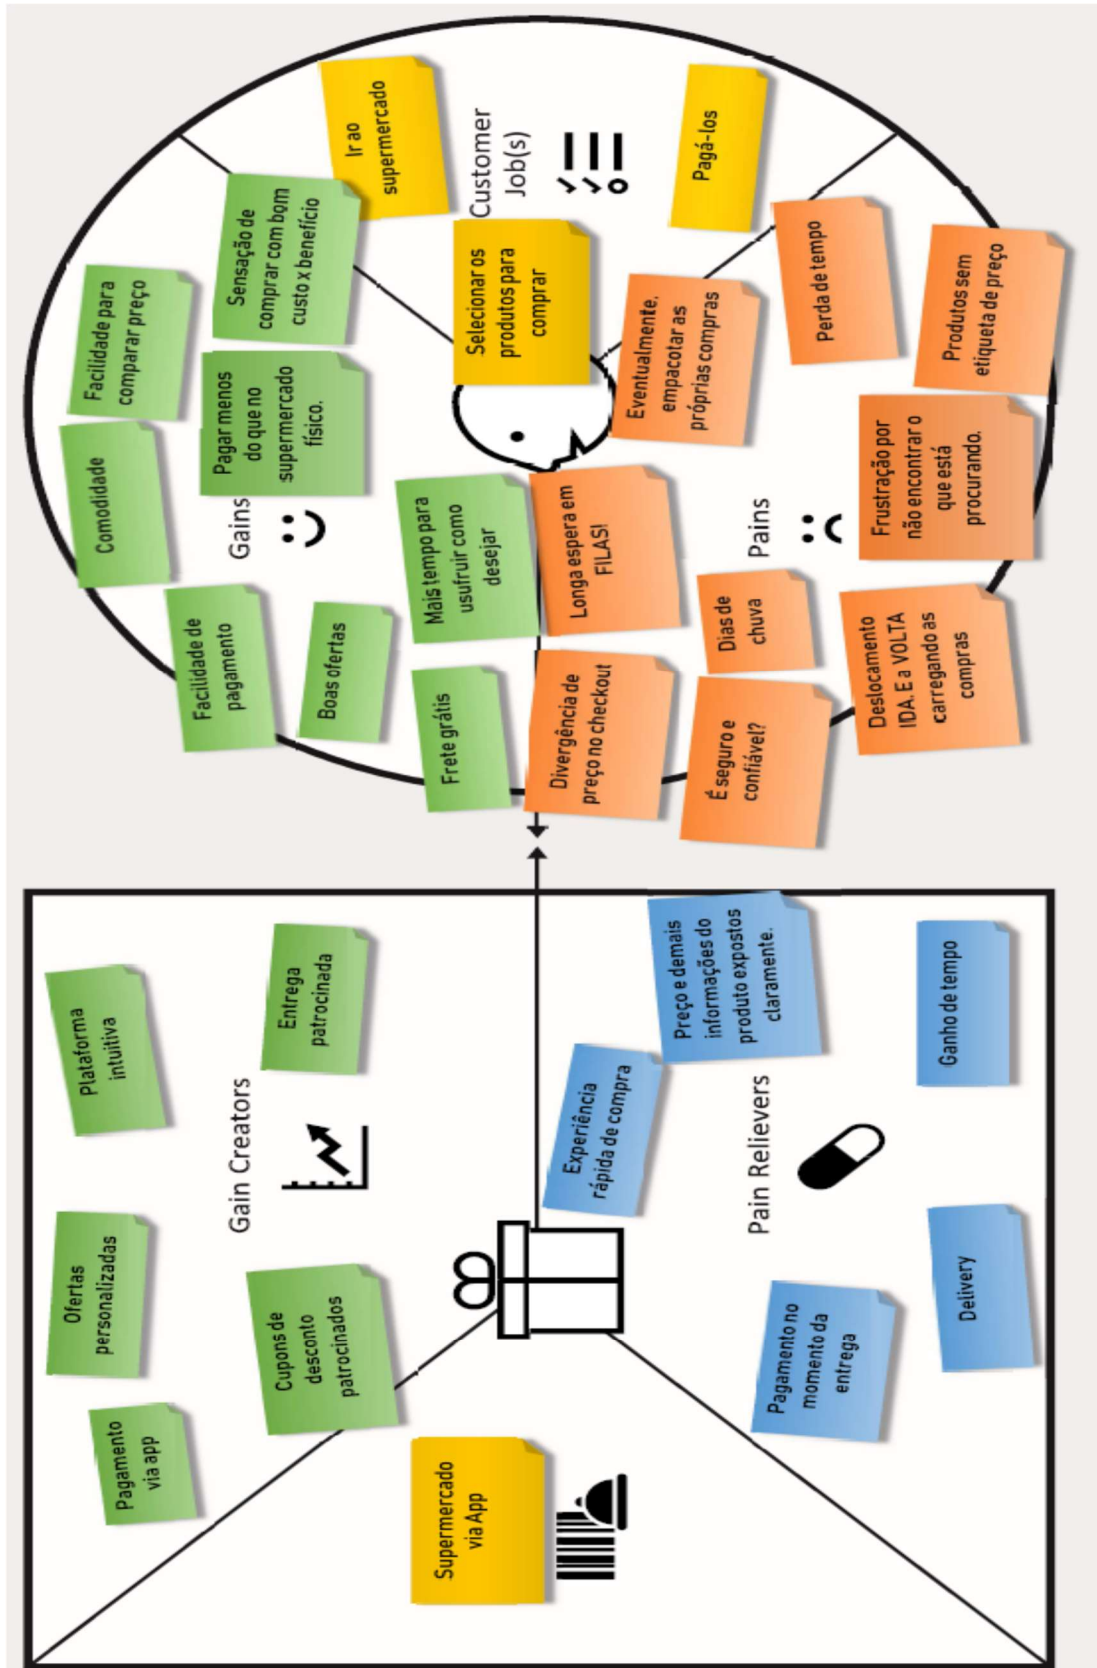 Pagamento
via app
Ofertas
personalizadas
Plataforma
intuitiva
Cupons de
desconto
patrocinados
Gain Creators
Entrega
patrocinada
Supermercado
via App
Experiência
rápida de compra
Preço e demais
informações do
produto expostos
claramente.
Pain Relievers
Pagamento no
momento da
entrega
Delivery
Ganho de tempo
Facilidade de
pagamento
Comodidade
Facilidade para
comparar preço
Boas ofertas
Gains
Pagar menos
do que no
supermercado
físico.
Sensação de
comprar com bom
custo x benefício
Frete grátis
Mais tempo para
usufruir como
desejar
Ir ao
supermercado
Customer
Job(s)
Selecionar os
produtos para
comprar
Pagá-los
Divergência de
preço no checkout
Longa espera em
FILAS!
Eventualmente.
empacotar as
próprias compras
É seguro e
confiável?
Dias de
chuva
Pains
Perda de tempo
Deslocamento
IDA. E a VOLTA
carregando as
compras
Frustração por
não encontrar o
que está
procurando.
Produtos sem
etiqueta de preço